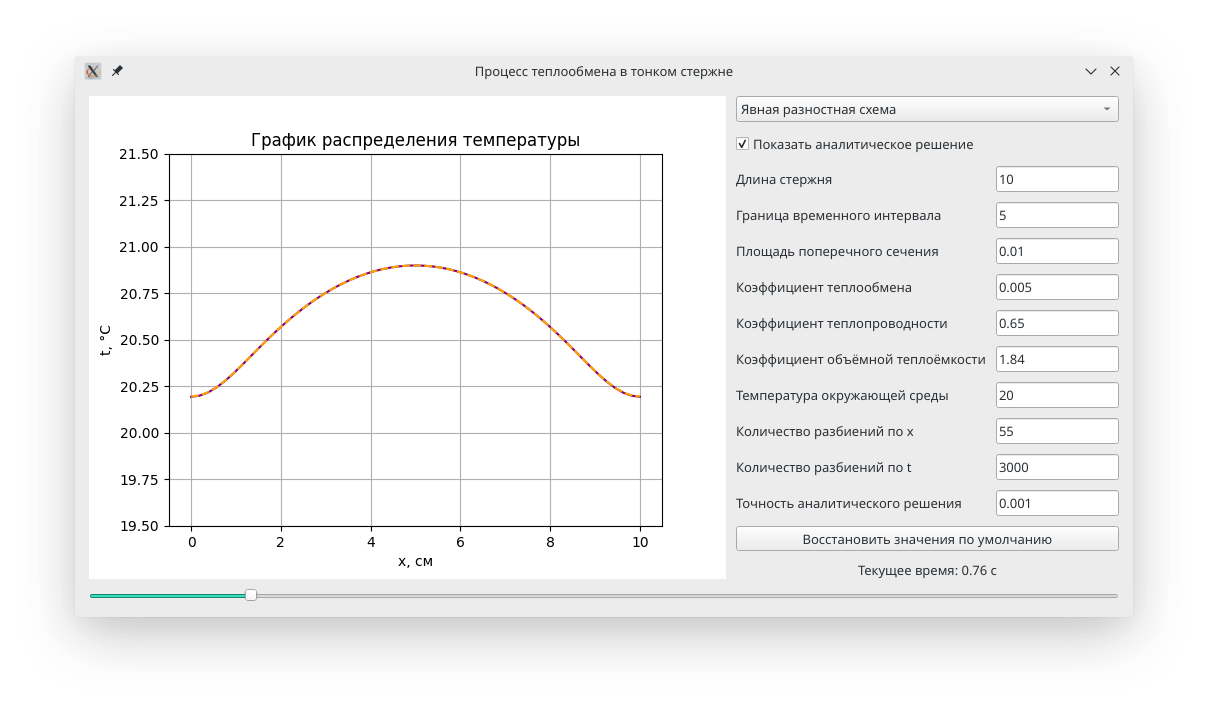 Процесс теплообмена в тонком стержне
График распределения температуры
21.50
21.25
21.00
20.75
20.50
20.25
20.00
19.75
19.50
t, °C
0 2 4 6 8 10
x, см
Явная разностная схема
Показать аналитическое решение
Длина стержня 10
Граница временного интервала 5
Площадь поперечного сечения 0.01
Коэффициент теплообмена 0.005
Коэффициент теплопроводности 0.65
Коэффициент объёмной теплоёмкости 1.84
Температура окружающей среды 20
Количество разбиений по x 55
Количество разбиений по t 3000
Точность аналитического решения 0.001
Восстановить значения по умолчанию
Текущее время: 0.76 с